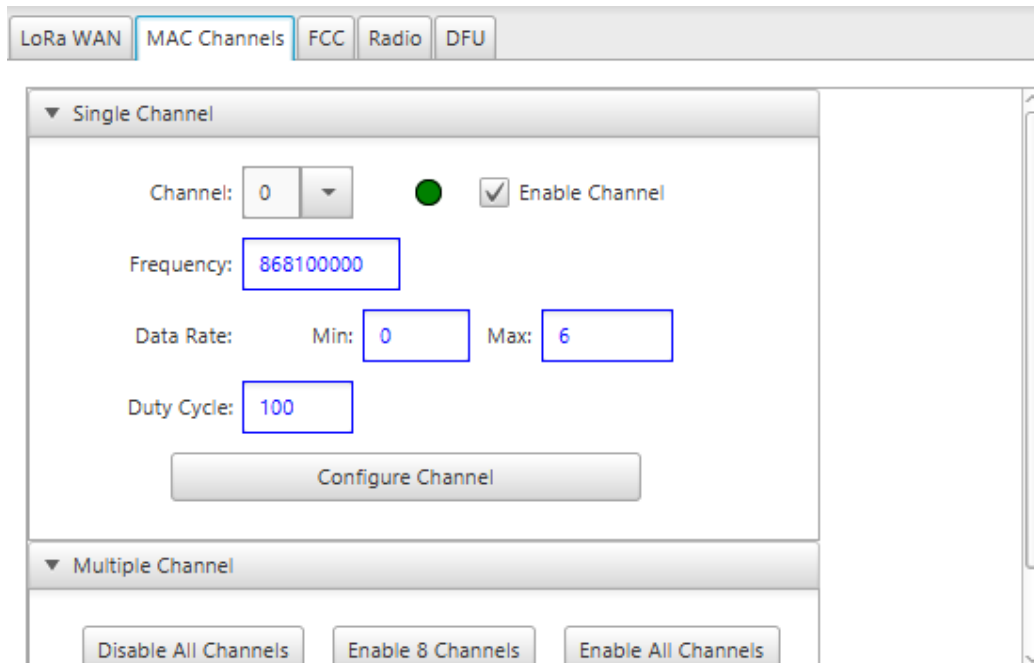 LoRa WAN MAC Channels FCC Radio DFU
Single Channel
Channel: 0 Enable Channel
Frequency: 868100000
Data Rate: Min: 0 Max: 6
Duty Cycle: 100
Configure Channel
Multiple Channel
Disable All Channels Enable 8 Channels Enable All Channels